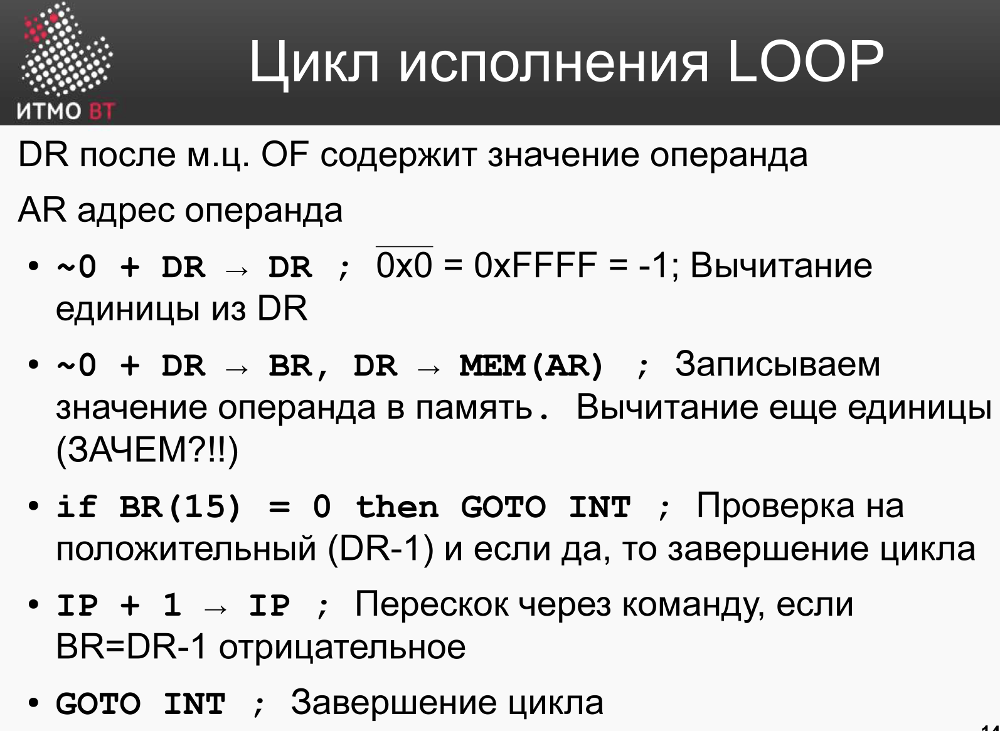 ИТМО ВТ
Цикл исполнения LOOP
DR после м.ц. OF содержит значение операнда
AR адрес операнда
• ~0 + DR → DR ; 0x0 = 0xFFFF = -1; Вычитание
единицы из DR
• ~0 + DR → BR, DR → MEM(AR) ; Записываем
значение операнда в память. Вычитание еще единицы
(ЗАЧЕМ?!!)
• if BR(15) = 0 then GOTO INT ; Проверка на
положительный (DR-1) и если да, то завершение цикла
• IP + 1 → IP ; Перескок через команду, если
BR=DR-1 отрицательное
• GOTO INT ; Завершение цикла